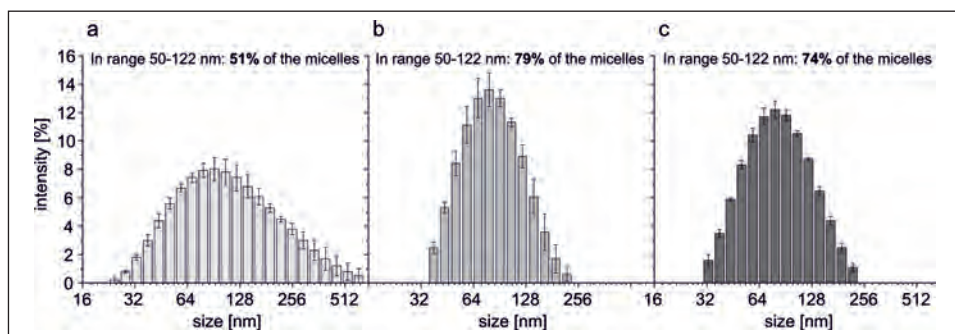 a b c
In range 50-122 nm: 51% of the micelles In range 50-122 nm: 79% of the micelles In range 50-122 nm: 74% of the micelles
16
14
12
10
8
6
4
2
0
intensity [%]
16 32 64 128 256 512 32 64 128 256 16 32 64 128 256 512
size [nm] size [nm] size [nm]